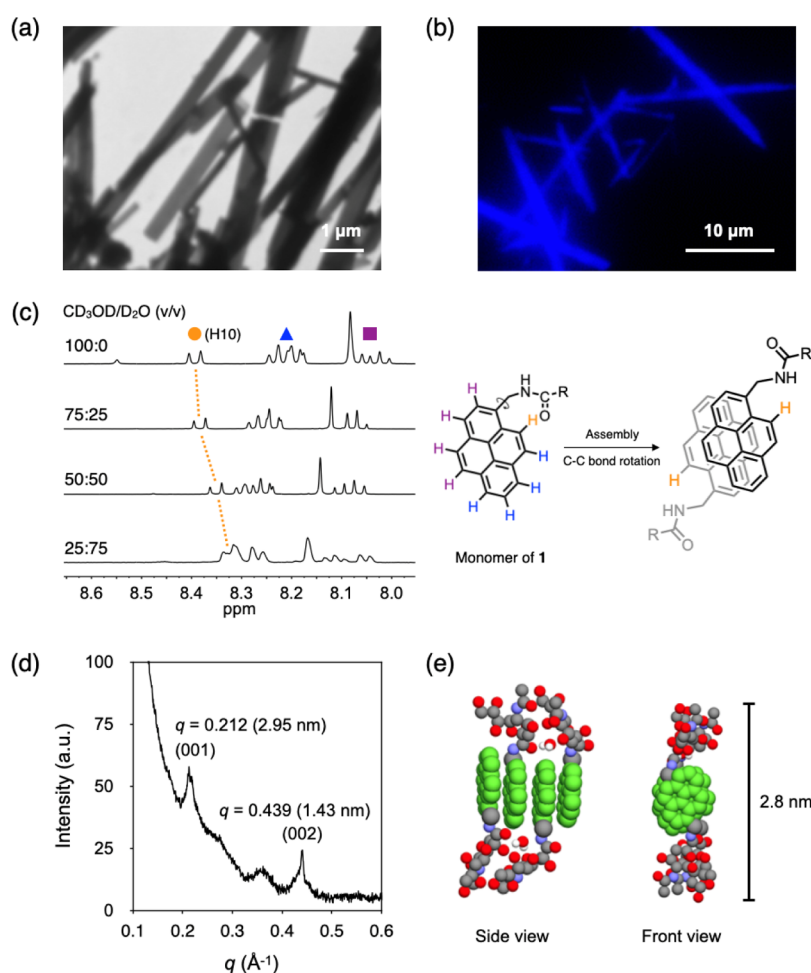 (a)
1 μm
(b)
10 μm
(c)
CD₃OD/D₂O (v/v)
(H10)
100:0
75:25
50:50
25:75
8.6 8.5 8.4 8.3 8.2 8.1 8.0
ppm
H
N
C
R
O
H
H
H
H
H
H
H
H
H
Monomer of 1
Assembly
C-C bond rotation
O
R
NH
H
H
HN
R
O
(d)
Intensity (a.u.)
100
75
50
25
0
q = 0.212 (2.95 nm)
(001)
q = 0.439 (1.43 nm)
(002)
0.1 0.2 0.3 0.4 0.5 0.6
q (Å⁻¹)
(e)
2.8 nm
Side view
Front view